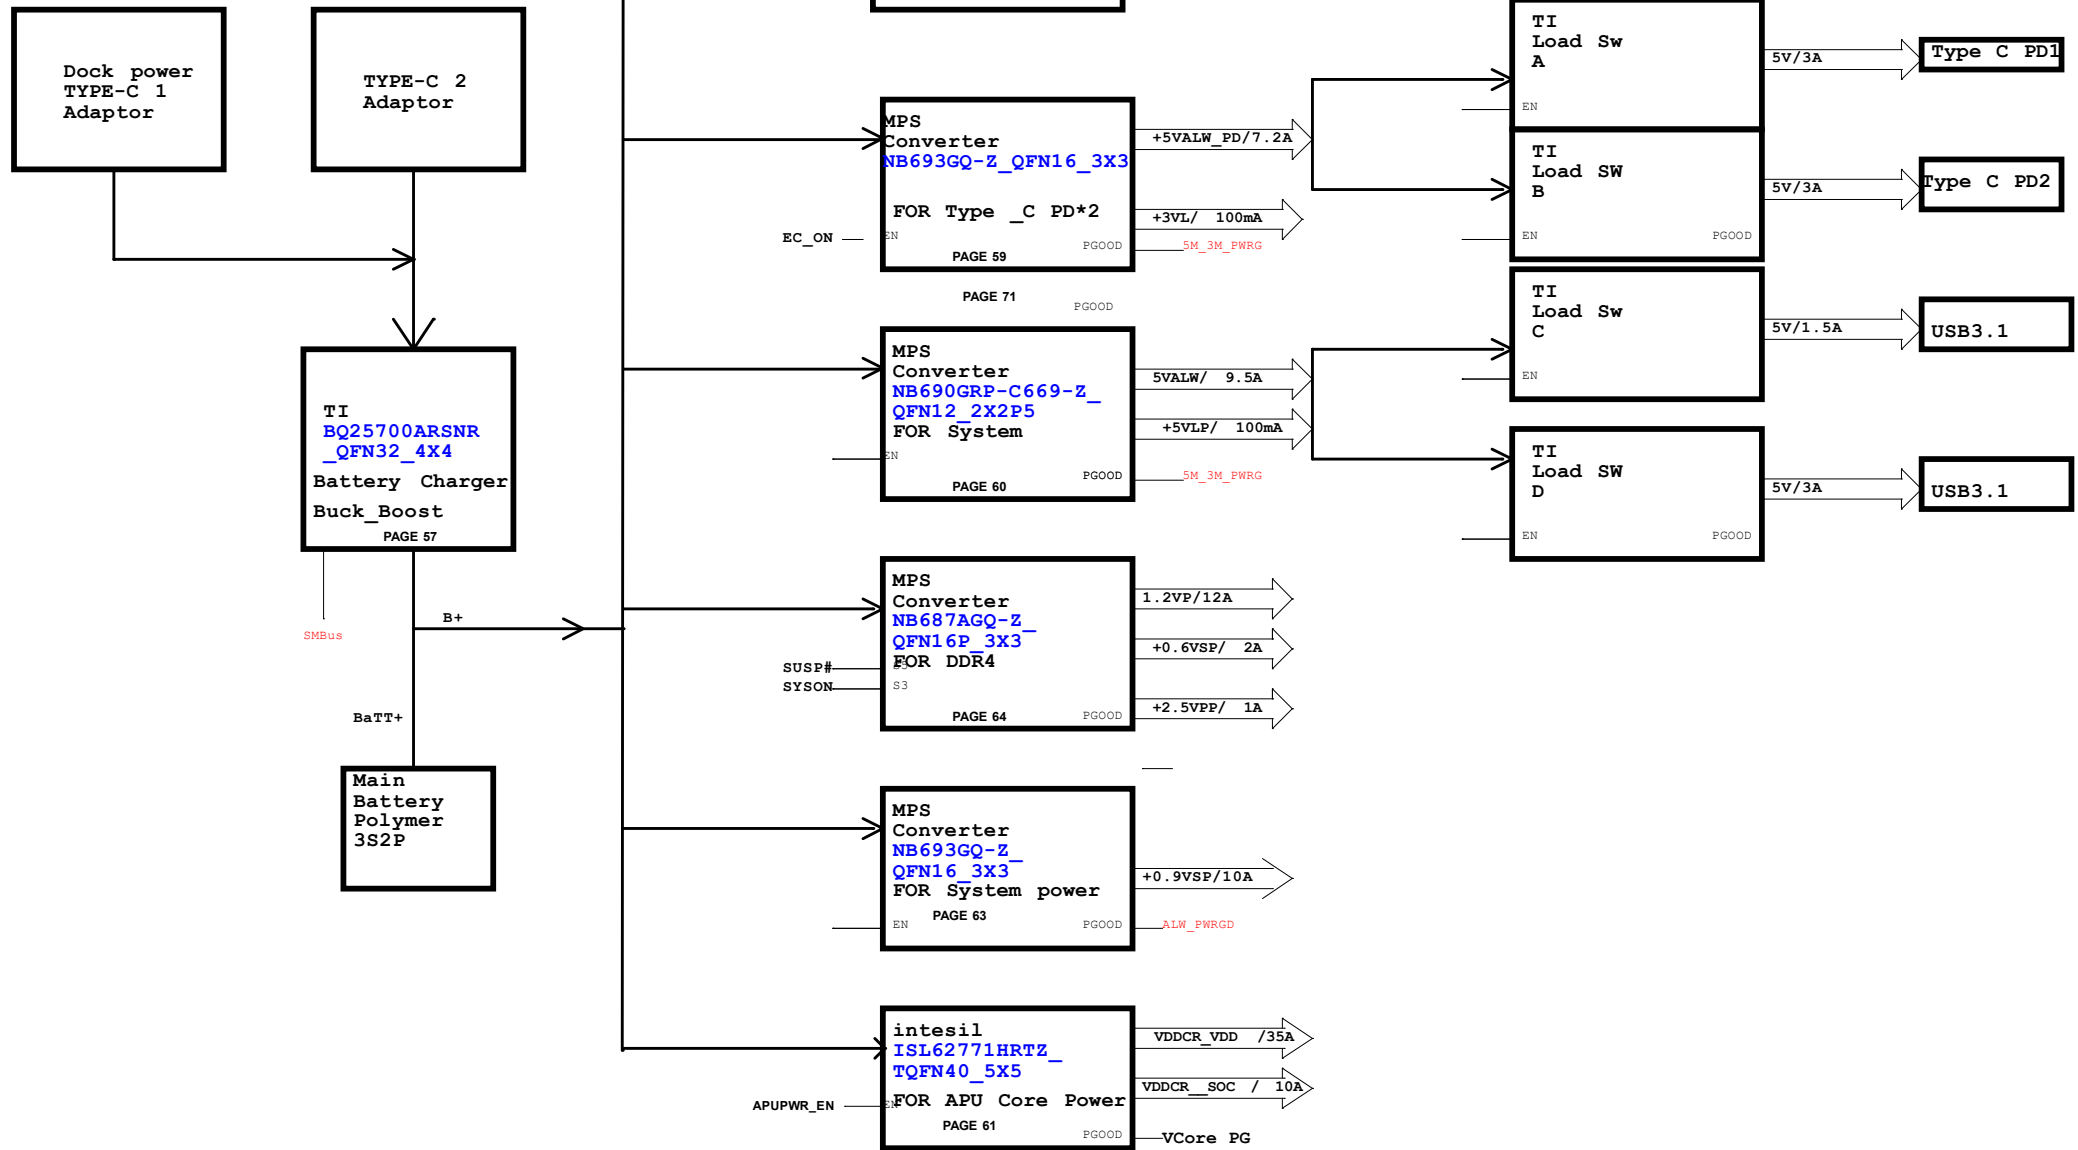 Dock power
TYPE-C 1
Adaptor
TYPE-C 2
Adaptor
TI
BQ25700ARSNR
_QFN32_4X4
Battery Charger
Buck_Boost
PAGE 57
SMBus
B+
BaTT+
Main
Battery
Polymer
3S2P
MPS
Converter
NB693GQ-Z_QFN16_3X3
FOR Type _C PD*2
EC_ON
EN
PGOOD
PAGE 59
+5VALW_PD/7.2A
+3VL/ 100mA
5M_3M_PWRG
PAGE 71
PGOOD
MPS
Converter
NB690GRP-C669-Z_
QFN12_2X2P5
FOR System
EN
PGOOD
PAGE 60
5VALW/ 9.5A
+5VLP/ 100mA
5M_3M_PWRG
MPS
Converter
NB687AGQ-Z_
QFN16P_3X3
FOR DDR4
SUSP#
S5
SYSON
S3
PAGE 64
PGOOD
1.2VP/12A
+0.6VSP/ 2A
+2.5VPP/ 1A
MPS
Converter
NB693GQ-Z_
QFN16_3X3
FOR System power
PAGE 63
EN
PGOOD
+0.9VSP/10A
ALW_PWRGD
intesil
ISL62771HRTZ_
TQFN40_5X5
FOR APU Core Power
APUPWR_EN
EN
PAGE 61
PGOOD
VDDCR_VDD /35A
VDDCR__SOC / 10A
VCore PG
TI
Load Sw
A
EN
5V/3A
Type C PD1
TI
Load SW
B
EN
PGOOD
5V/3A
Type C PD2
TI
Load Sw
C
EN
5V/1.5A
USB3.1
TI
Load SW
D
EN
PGOOD
5V/3A
USB3.1